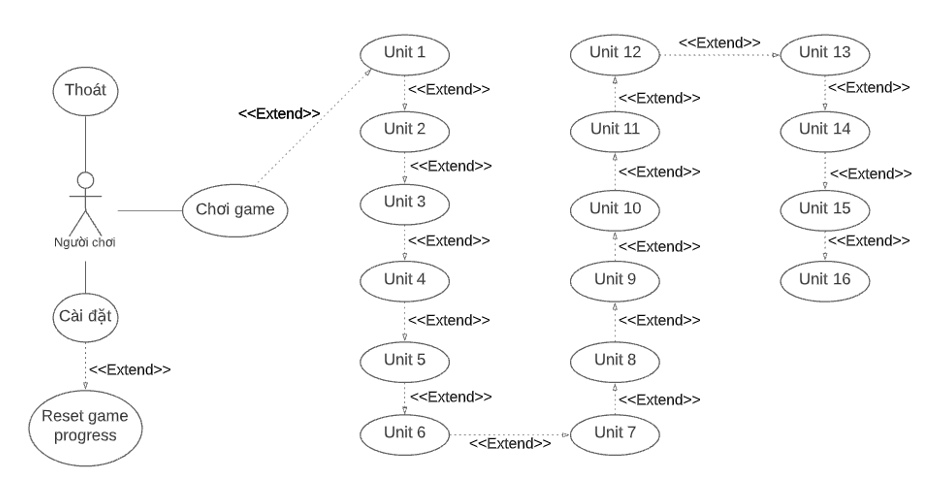 Thoát
Người chơi
Chơi game
Cài đặt
<<Extend>>
Reset game
progress
<<Extend>>
Unit 1
<<Extend>>
Unit 2
<<Extend>>
Unit 3
<<Extend>>
Unit 4
<<Extend>>
Unit 5
<<Extend>>
Unit 6
<<Extend>>
Unit 7
<<Extend>>
Unit 8
<<Extend>>
Unit 9
<<Extend>>
Unit 10
<<Extend>>
Unit 11
<<Extend>>
Unit 12
<<Extend>>
Unit 13
<<Extend>>
Unit 14
<<Extend>>
Unit 15
<<Extend>>
Unit 16